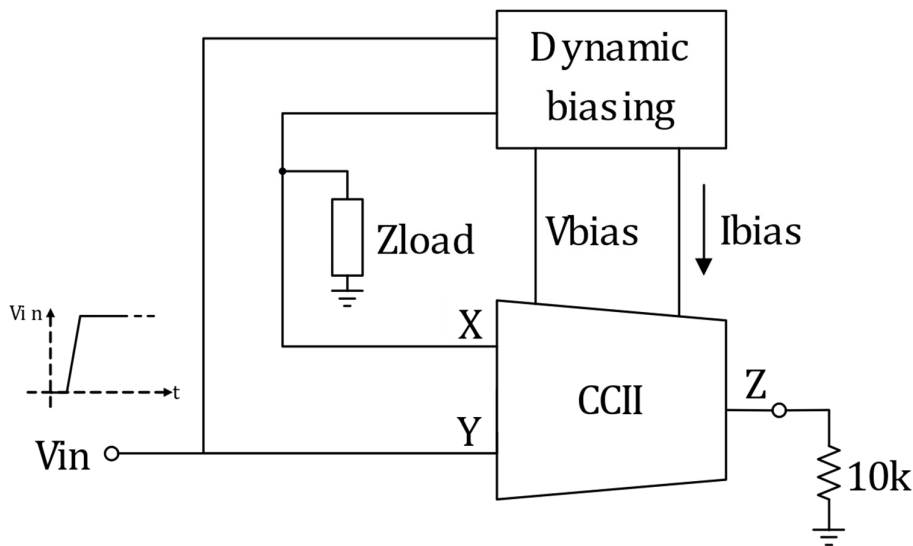 Dynamic
biasing
Vbias
Ibias
Zload
Vin
t
X
CCII
Z
Y
Vin
10k